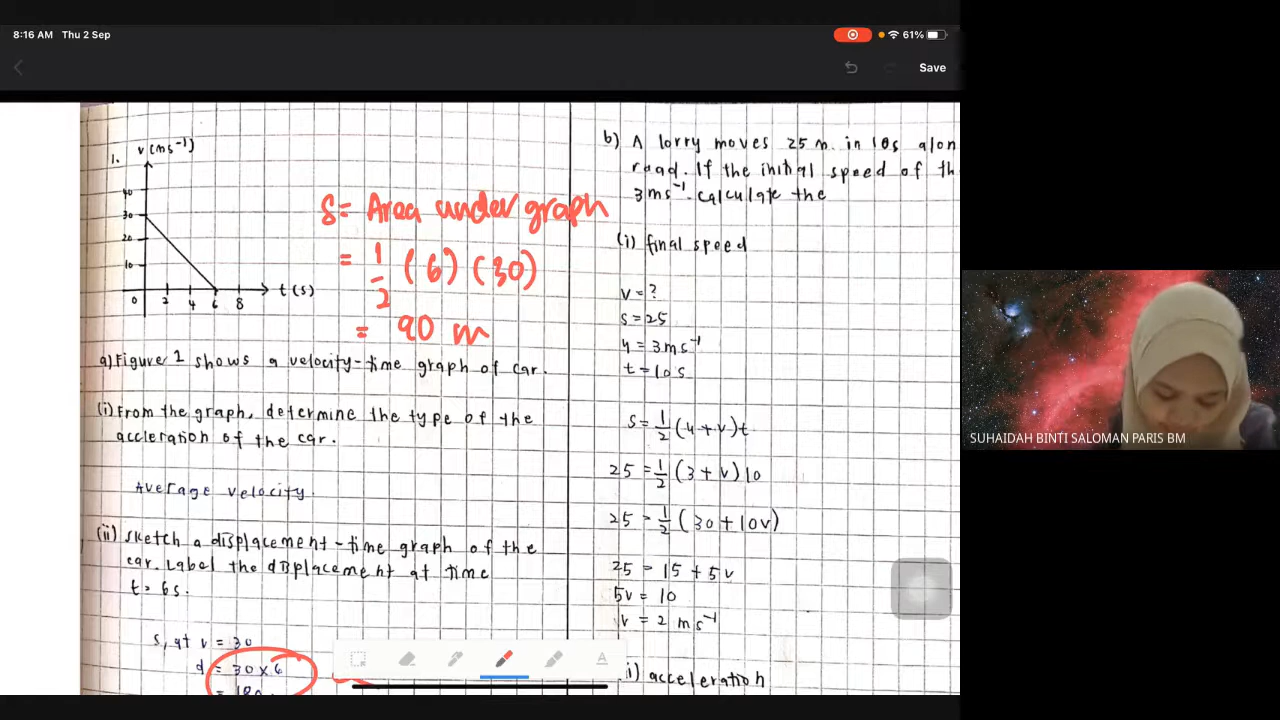 8:16 AM Thu 2 Sep
61%
Save
1.
v (ms⁻¹)
40
30
20
10
0 2 4 6 8
t (s)
S = Area under graph
= 1/2 (6) (30)
= 90 m
a) Figure 1 shows a velocity-time graph of car.
(i) From the graph, determine the type of the
accleration of the car.
Average velocity.
(ii) sketch a displacement-time graph of the
car. Label the displacement at time
t = 6s.
s, at v = 30
d = 30 x 6
= 180
b) A lorry moves 25 m in 10s alon
road. If the initial speed of th
3ms⁻¹. calculate the
(i) final speed
v = ?
s = 25
u = 3ms⁻¹
t = 10s
s = 1/2 (u + v) t
25 = 1/2 (3 + v) 10
25 = 1/2 (30 + 10v)
25 = 15 + 5v
5v = 10
v = 2 ms⁻¹
i) acceleration
SUHAIDAH BINTI SALOMAN PARIS BM